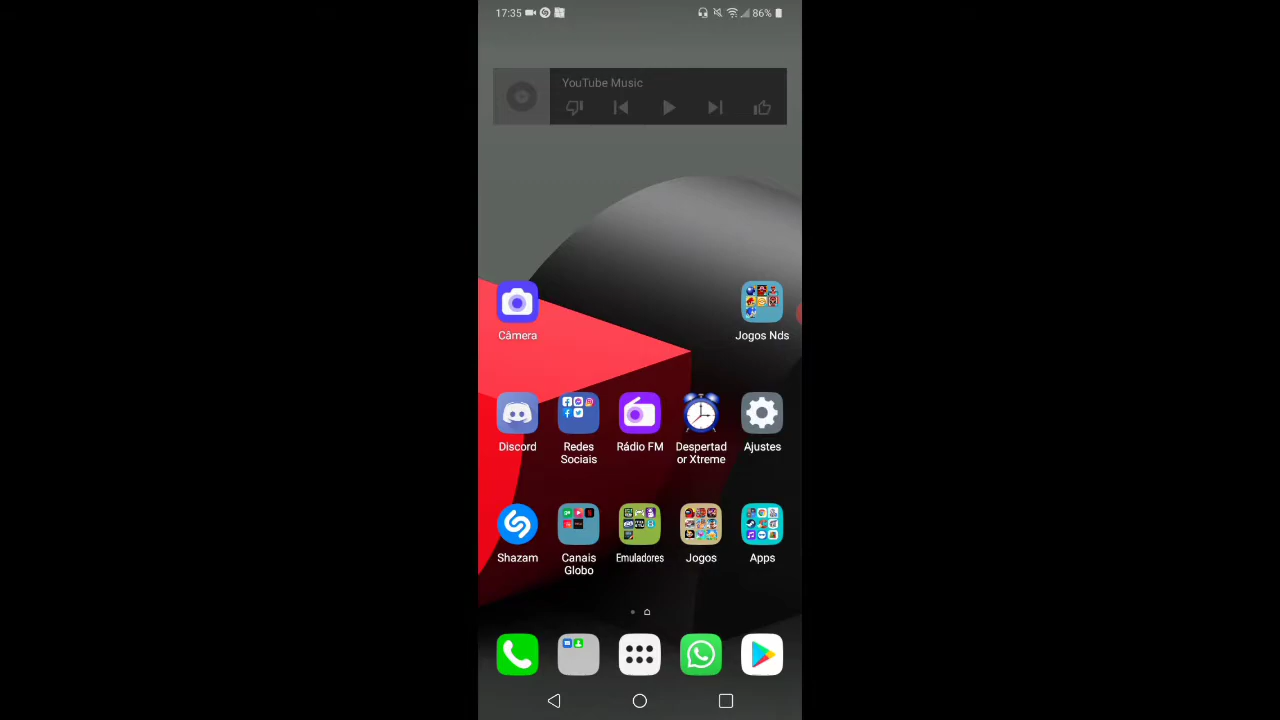 17:35
86%
YouTube Music
Câmera
Jogos Nds
Discord
Redes
Sociais
Rádio FM
Despertad
or Xtreme
Ajustes
Shazam
Canais
Globo
Emuladores
Jogos
Apps